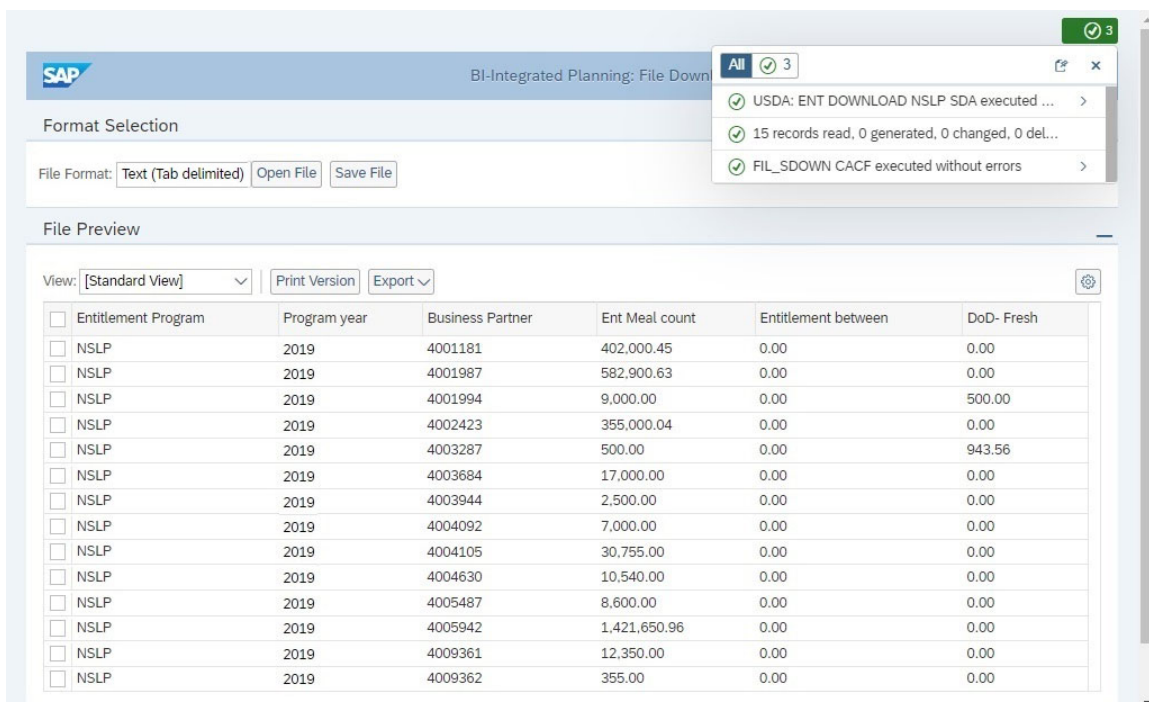 3
SAP
BI-Integrated Planning: File Downl
All 3
USDA: ENT DOWNLOAD NSLP SDA executed ...
15 records read, 0 generated, 0 changed, 0 del...
FIL_SDOWN CACF executed without errors
Format Selection
File Format: Text (Tab delimited) Open File Save File
File Preview
View: [Standard View] Print Version Export
Entitlement Program Program year Business Partner Ent Meal count Entitlement between DoD- Fresh
NSLP 2019 4001181 402,000.45 0.00 0.00
NSLP 2019 4001987 582,900.63 0.00 0.00
NSLP 2019 4001994 9,000.00 0.00 500.00
NSLP 2019 4002423 355,000.04 0.00 0.00
NSLP 2019 4003287 500.00 0.00 943.56
NSLP 2019 4003684 17,000.00 0.00 0.00
NSLP 2019 4003944 2,500.00 0.00 0.00
NSLP 2019 4004092 7,000.00 0.00 0.00
NSLP 2019 4004105 30,755.00 0.00 0.00
NSLP 2019 4004630 10,540.00 0.00 0.00
NSLP 2019 4005487 8,600.00 0.00 0.00
NSLP 2019 4005942 1,421,650.96 0.00 0.00
NSLP 2019 4009361 12,350.00 0.00 0.00
NSLP 2019 4009362 355.00 0.00 0.00